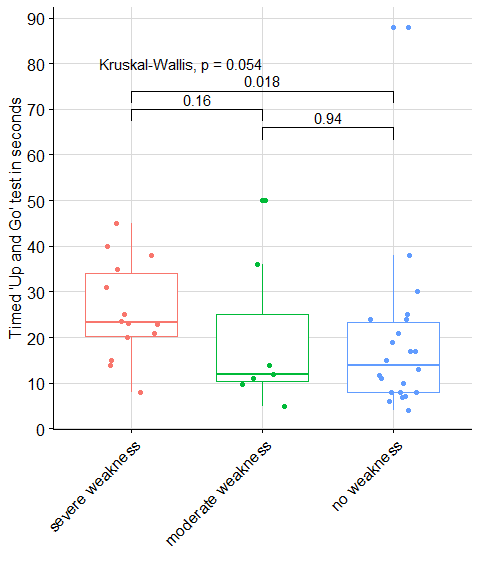 Timed 'Up and Go' test in seconds
90
80
70
60
50
40
30
20
10
0
Kruskal-Wallis, p = 0.054
0.018
0.16
0.94
severe weakness
moderate weakness
no weakness